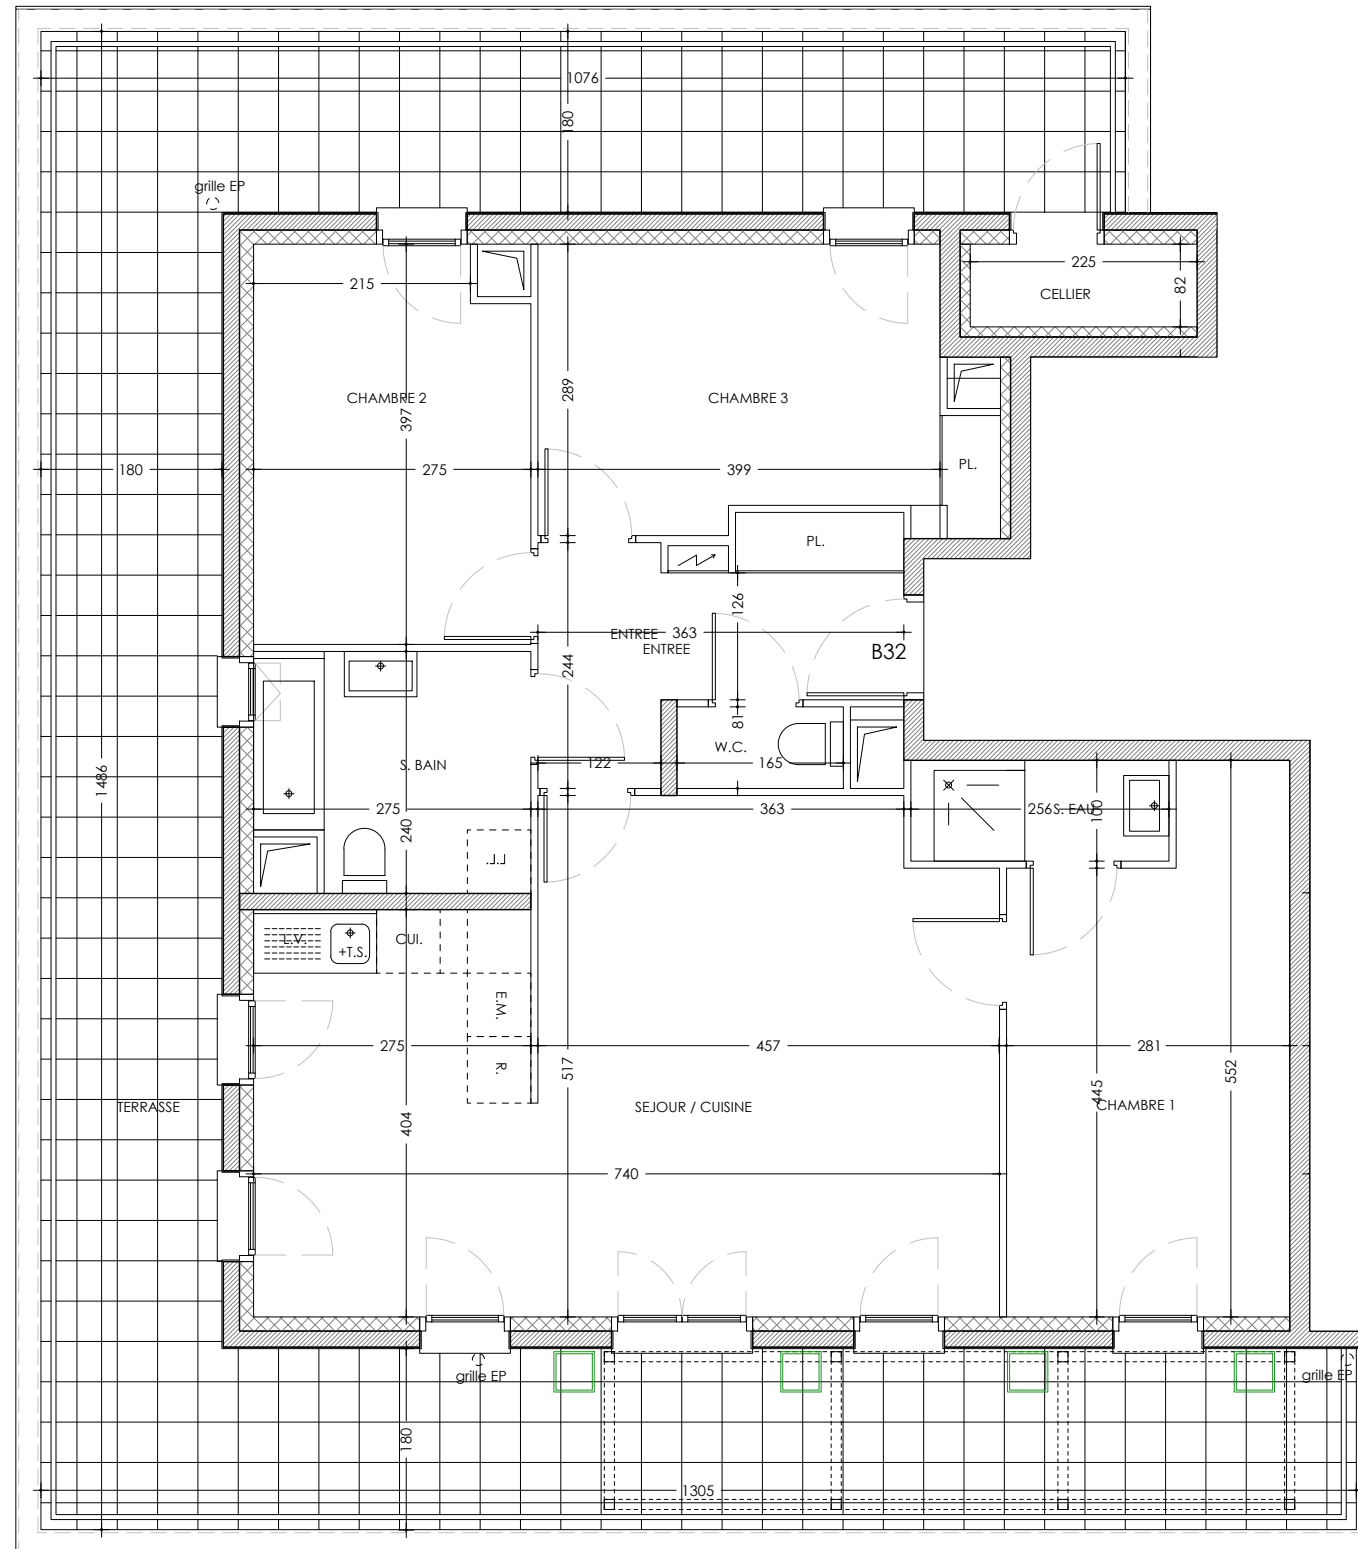 1076
180
grille EP
225
CELLIER
82
215
CHAMBRE 2
397
289
CHAMBRE 3
180
275
399
PL.
PL.
126
ENTREE
363
ENTREE
B32
244
81
W.C.
122
165
S. BAIN
1486
275
240
363
256
S. EAU
100
L.L.
L.V.
+T.S.
CUI.
E.M.
R.
275
457
281
517
445
552
TERRASSE
404
SEJOUR / CUISINE
CHAMBRE 1
740
grille EP
grille EP
180
1305